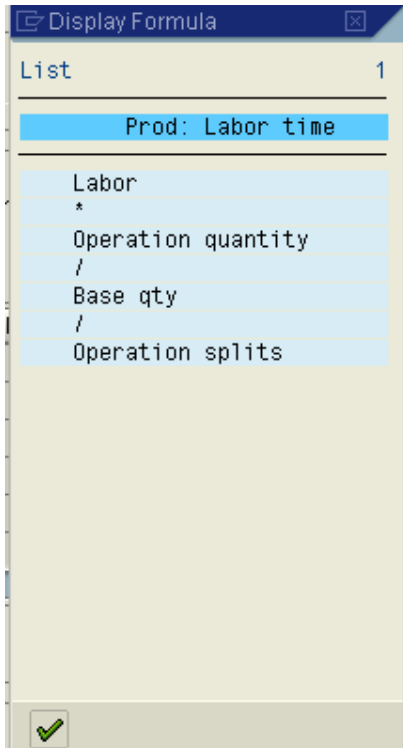 Display Formula
List 1
Prod: Labor time
Labor
*
Operation quantity
/
Base qty
/
Operation splits